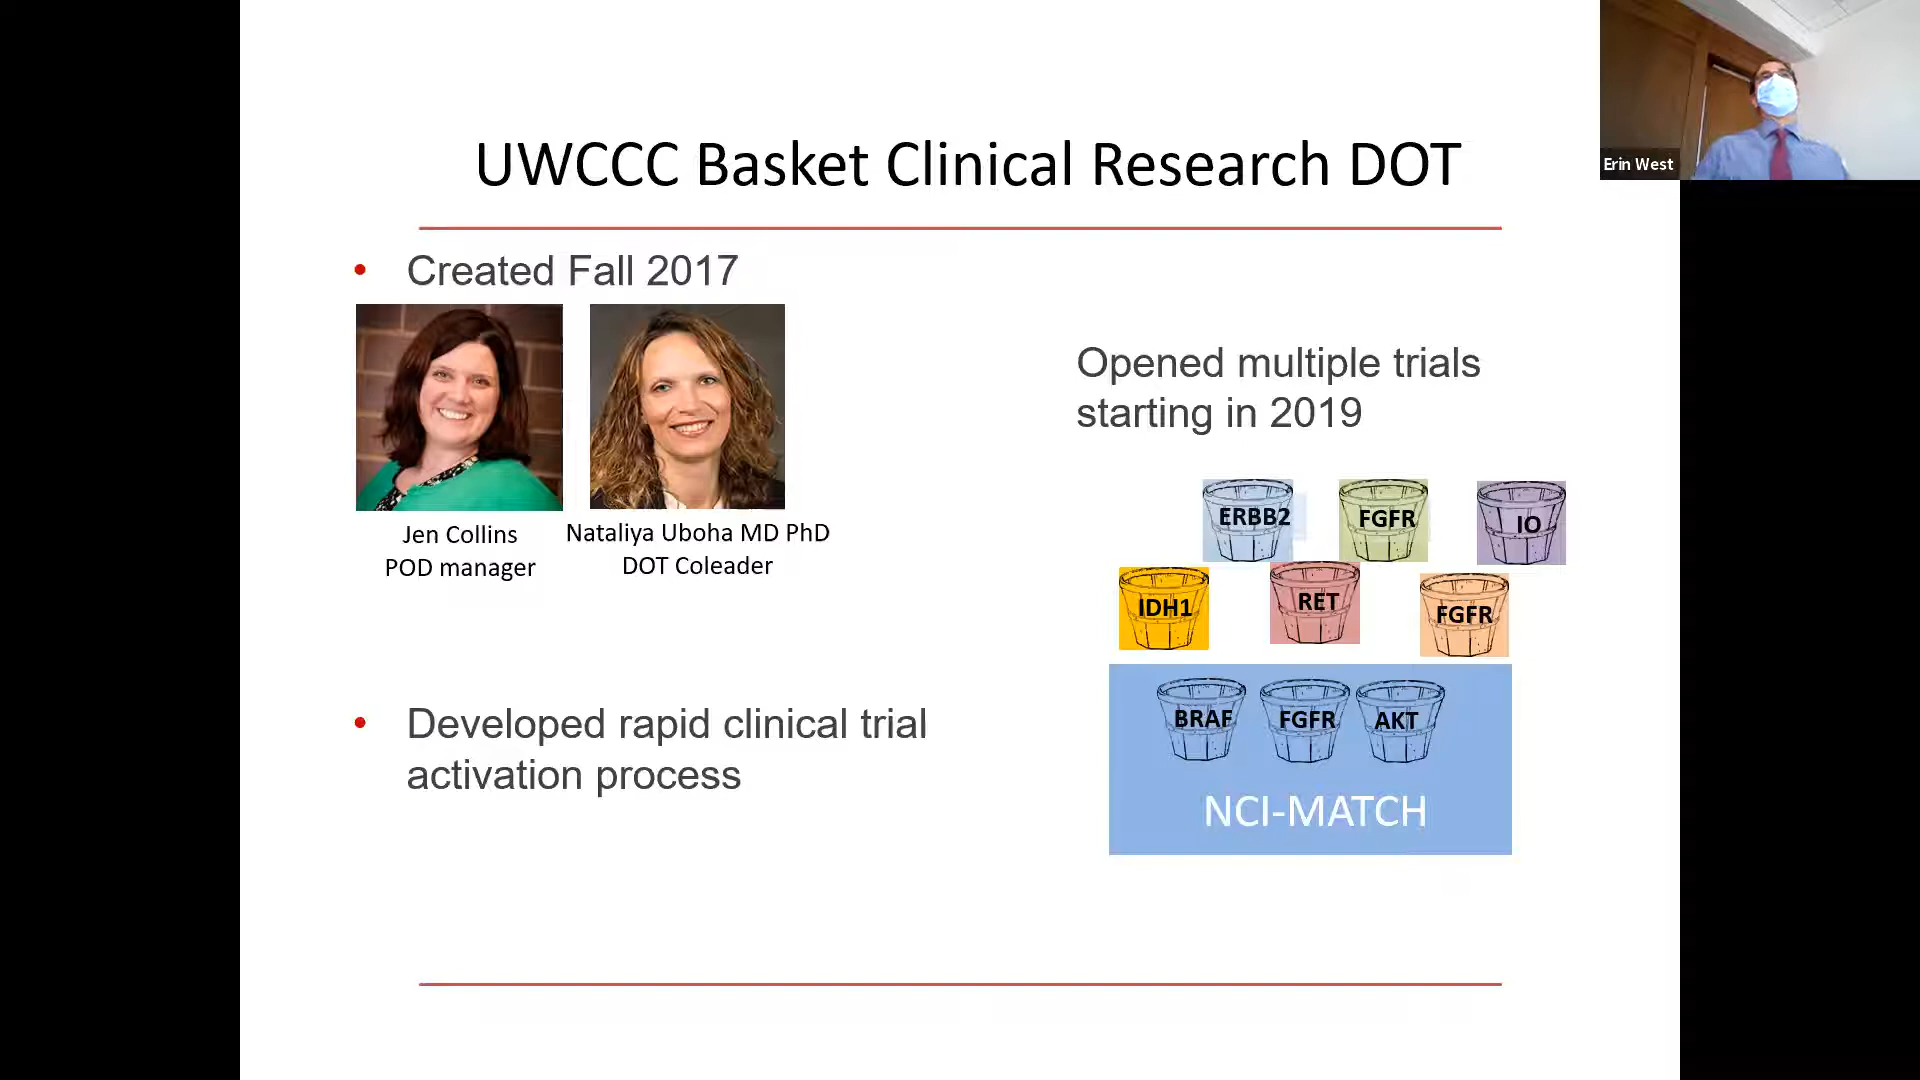 UWCCC Basket Clinical Research DOT
Erin West
• Created Fall 2017
Jen Collins
POD manager
Nataliya Uboha MD PhD
DOT Coleader
• Developed rapid clinical trial
activation process
Opened multiple trials
starting in 2019
ERBB2
FGFR
IO
IDH1
RET
FGFR
BRAF
FGFR
AKT
NCI-MATCH